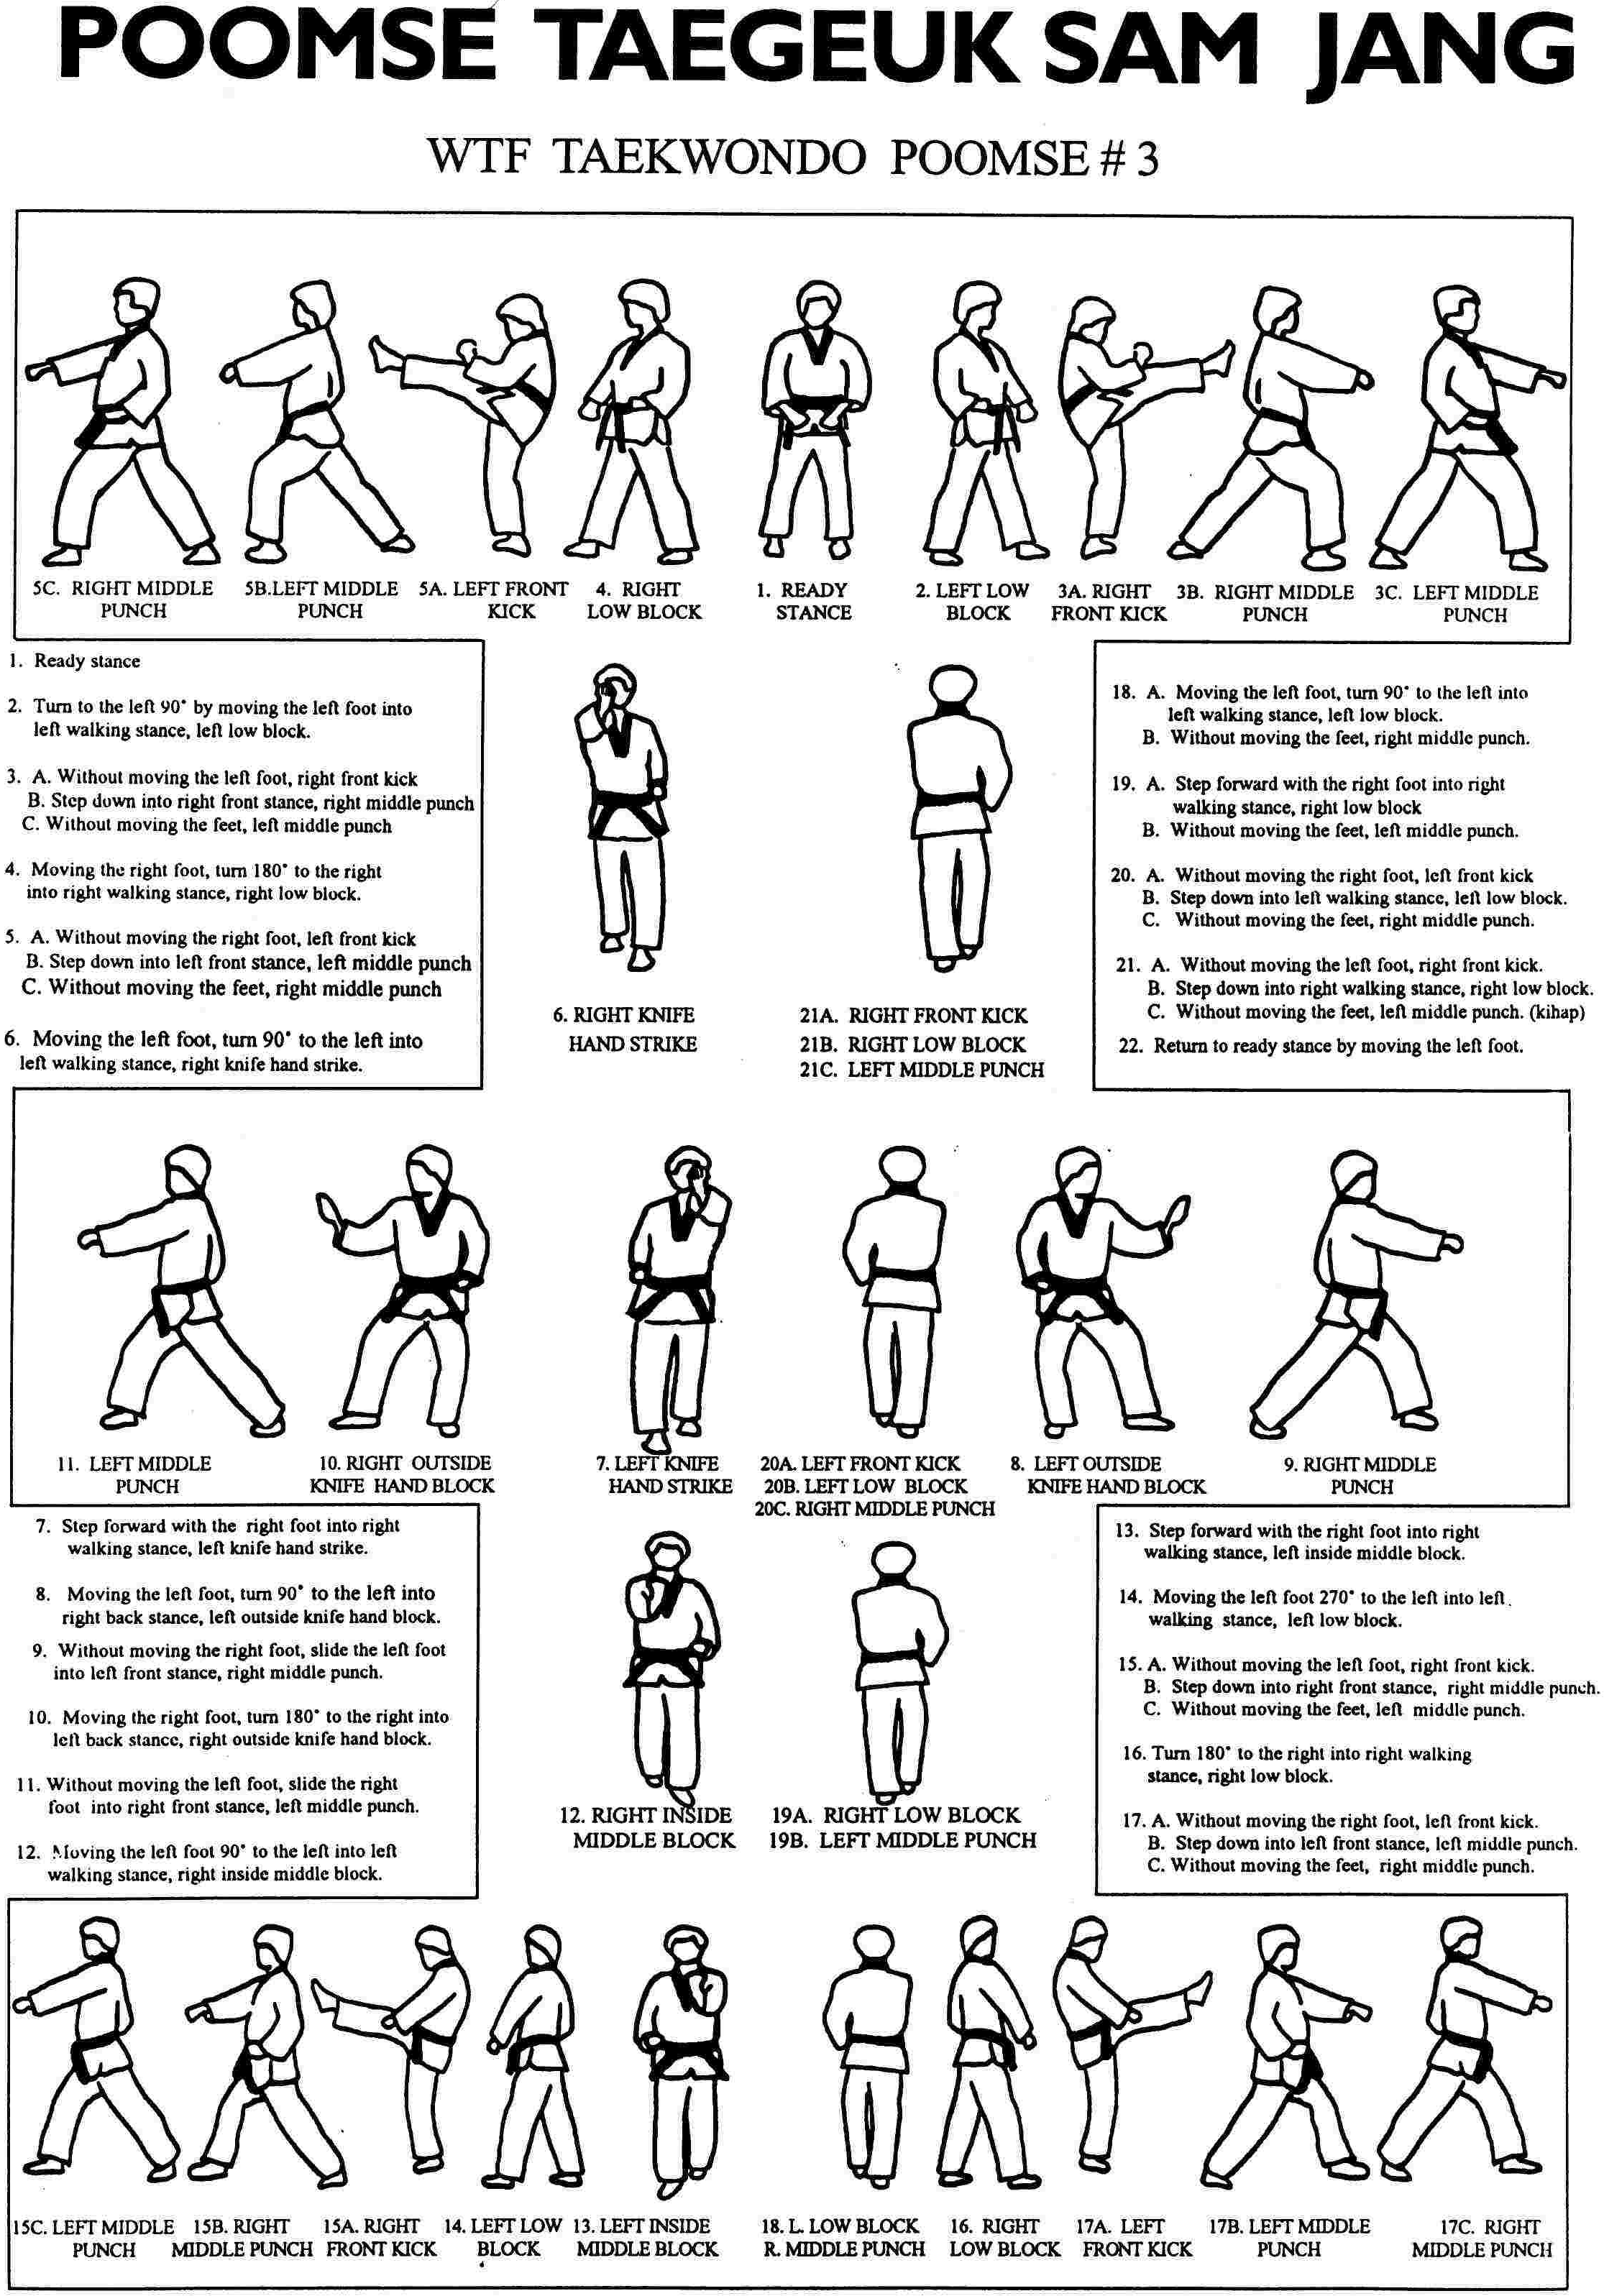 POOMSE TAEGEUK SAM JANG
WTF TAEKWONDO POOMSE # 3
5C. RIGHT MIDDLE PUNCH
5B.LEFT MIDDLE PUNCH
5A. LEFT FRONT KICK
4. RIGHT LOW BLOCK
1. READY STANCE
2. LEFT LOW BLOCK
3A. RIGHT FRONT KICK
3B. RIGHT MIDDLE PUNCH
3C. LEFT MIDDLE PUNCH
1. Ready stance
2. Turn to the left 90° by moving the left foot into
left walking stance, left low block.
3. A. Without moving the left foot, right front kick
B. Step down into right front stance, right middle punch
C. Without moving the feet, left middle punch
4. Moving the right foot, turn 180° to the right
into right walking stance, right low block.
5. A. Without moving the right foot, left front kick
B. Step down into left front stance, left middle punch
C. Without moving the feet, right middle punch
6. Moving the left foot, turn 90° to the left into
left walking stance, right knife hand strike.
6. RIGHT KNIFE
HAND STRIKE
21A. RIGHT FRONT KICK
21B. RIGHT LOW BLOCK
21C. LEFT MIDDLE PUNCH
18. A. Moving the left foot, turn 90° to the left into
left walking stance, left low block.
B. Without moving the feet, right middle punch.
19. A. Step forward with the right foot into right
walking stance, right low block
B. Without moving the feet, left middle punch.
20. A. Without moving the right foot, left front kick
B. Step down into left walking stance, left low block.
C. Without moving the feet, right middle punch.
21. A. Without moving the left foot, right front kick.
B. Step down into right walking stance, right low block.
C. Without moving the feet, left middle punch. (kihap)
22. Return to ready stance by moving the left foot.
11. LEFT MIDDLE PUNCH
10. RIGHT OUTSIDE KNIFE HAND BLOCK
7. LEFT KNIFE HAND STRIKE
20A. LEFT FRONT KICK
20B. LEFT LOW BLOCK
20C. RIGHT MIDDLE PUNCH
8. LEFT OUTSIDE KNIFE HAND BLOCK
9. RIGHT MIDDLE PUNCH
7. Step forward with the right foot into right
walking stance, left knife hand strike.
8. Moving the left foot, turn 90° to the left into
right back stance, left outside knife hand block.
9. Without moving the right foot, slide the left foot
into left front stance, right middle punch.
10. Moving the right foot, turn 180° to the right into
left back stance, right outside knife hand block.
11. Without moving the left foot, slide the right
foot into right front stance, left middle punch.
12. Moving the left foot 90° to the left into left
walking stance, right inside middle block.
12. RIGHT INSIDE
MIDDLE BLOCK
19A. RIGHT LOW BLOCK
19B. LEFT MIDDLE PUNCH
13. Step forward with the right foot into right
walking stance, left inside middle block.
14. Moving the left foot 270° to the left into left
walking stance, left low block.
15. A. Without moving the left foot, right front kick.
B. Step down into right front stance, right middle punch.
C. Without moving the feet, left middle punch.
16. Turn 180° to the right into right walking
stance, right low block.
17. A. Without moving the right foot, left front kick.
B. Step down into left front stance, left middle punch.
C. Without moving the feet, right middle punch.
15C. LEFT MIDDLE PUNCH
15B. RIGHT MIDDLE PUNCH
15A. RIGHT FRONT KICK
14. LEFT LOW BLOCK
13. LEFT INSIDE MIDDLE BLOCK
18. L. LOW BLOCK
R. MIDDLE PUNCH
16. RIGHT LOW BLOCK
17A. LEFT FRONT KICK
17B. LEFT MIDDLE PUNCH
17C. RIGHT MIDDLE PUNCH